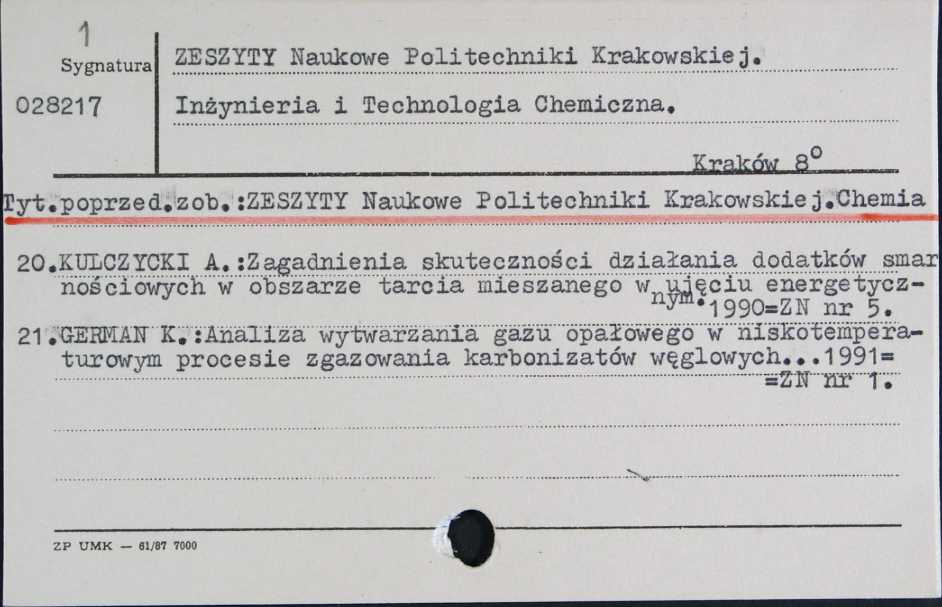 1
Sygnatura
028217
ZESZYTY Naukowe Politechniki Krakowskiej.
Inżynieria i Technologia Chemiczna.
Kraków 8⁰
Tyt.poprzed.zob.:ZESZYTY Naukowe Politechniki Krakowskiej.Chemia
20.KULCZYCKI A.:Zagadnienia skuteczności działania dodatków smar
nościowych w obszarze tarcia mieszanego w ujęciu energetycz-
nym.1990=ZN nr 5.
21.GERMAN K.:Analiza wytwarzania gazu opałowego w niskotempera-
turowym procesie zgazowania karbonizatów węglowych...1991=
=ZN nr 1.
ZP UMK — 61/87 7000